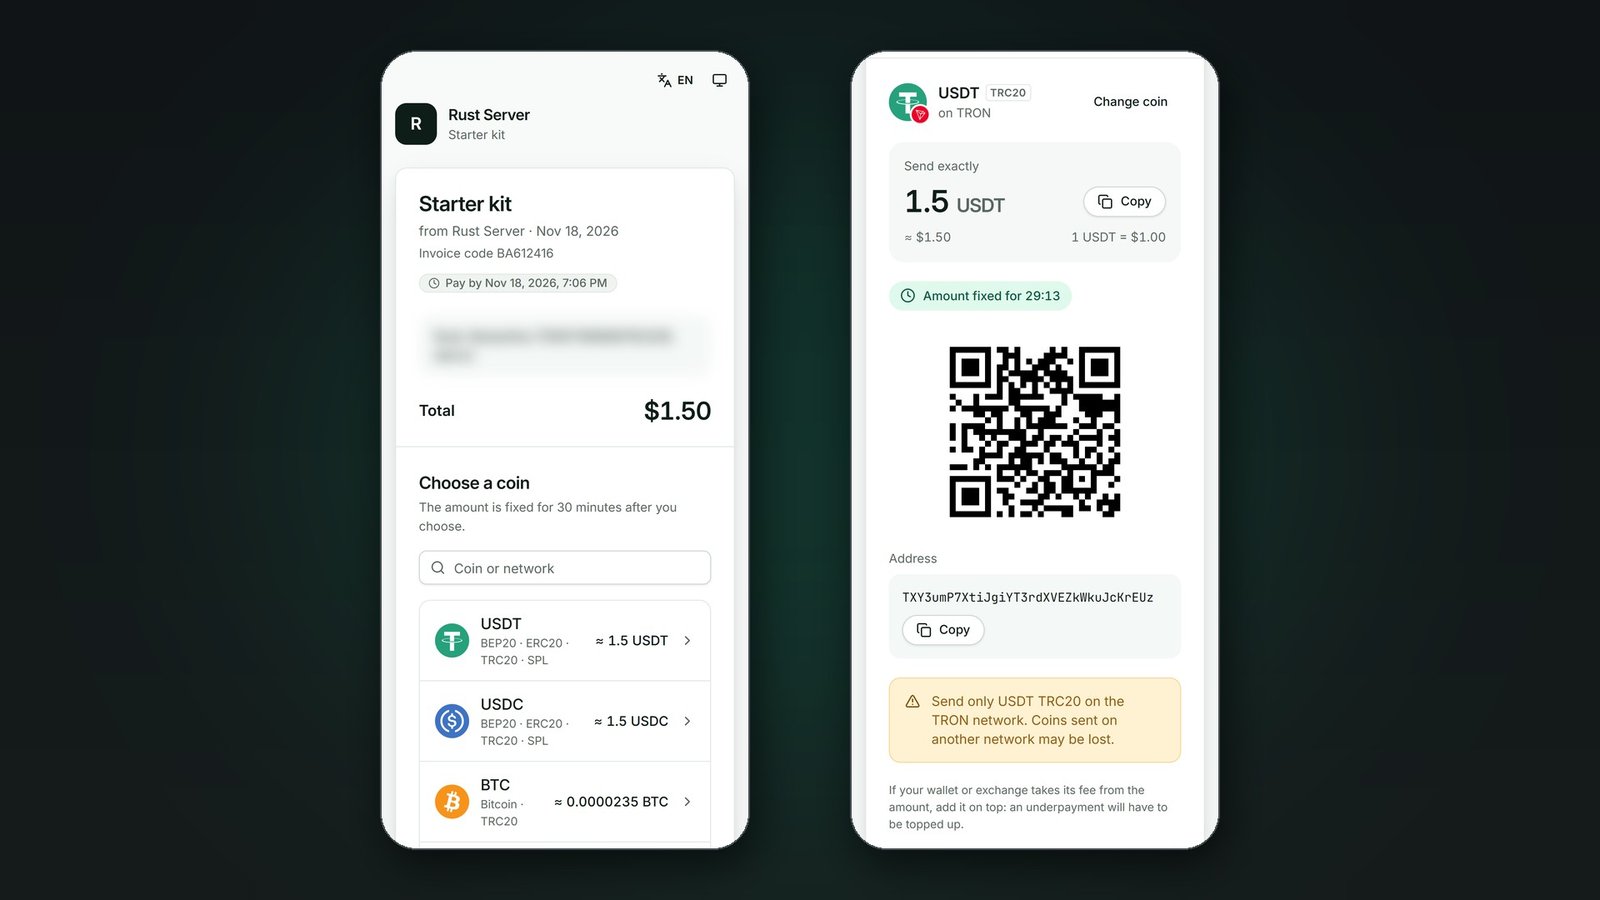 EN
R
Rust Server
Starter kit
Starter kit
from Rust Server · Nov 18, 2026
Invoice code BA612416
Pay by Nov 18, 2026, 7:06 PM
Total
$1.50
Choose a coin
The amount is fixed for 30 minutes after you
choose.
Coin or network
USDT
BEP20 · ERC20 ·
TRC20 · SPL
≈ 1.5 USDT
USDC
BEP20 · ERC20 ·
TRC20 · SPL
≈ 1.5 USDC
BTC
Bitcoin ·
TRC20
≈ 0.0000235 BTC
USDT TRC20
on TRON
Change coin
Send exactly
1.5 USDT
Copy
≈ $1.50
1 USDT = $1.00
Amount fixed for 29:13
Address
TXY3umP7XtiJgiYT3rdXVEZkWkuJcKrEUz
Copy
Send only USDT TRC20 on the
TRON network. Coins sent on
another network may be lost.
If your wallet or exchange takes its fee from the
amount, add it on top: an underpayment will have to
be topped up.